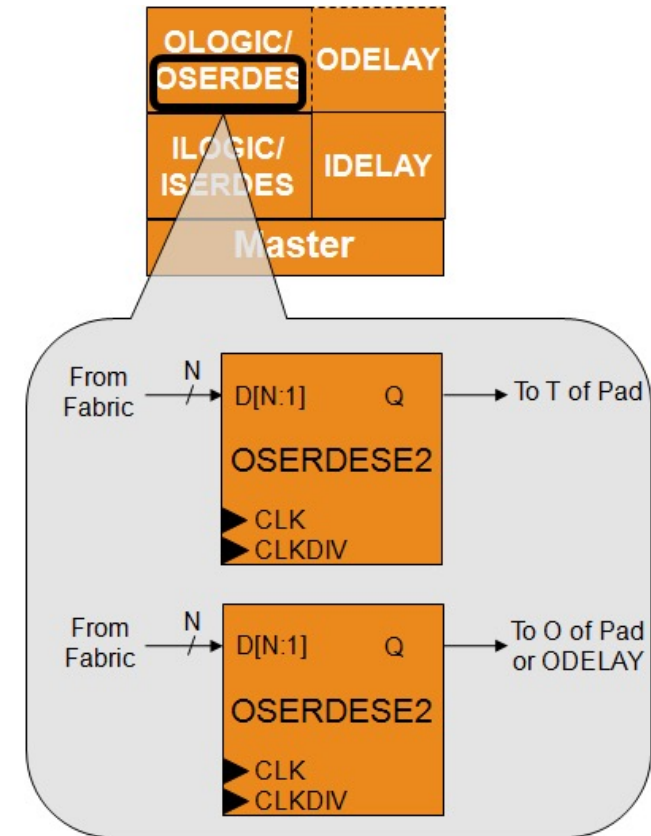 OLOGIC/
OSERDES
ODELAY
ILOGIC/
ISERDES
IDELAY
Master
From
Fabric
N
D[N:1]
Q
To T of Pad
OSERDESE2
CLK
CLKDIV
From
Fabric
N
D[N:1]
Q
To O of Pad
or ODELAY
OSERDESE2
CLK
CLKDIV